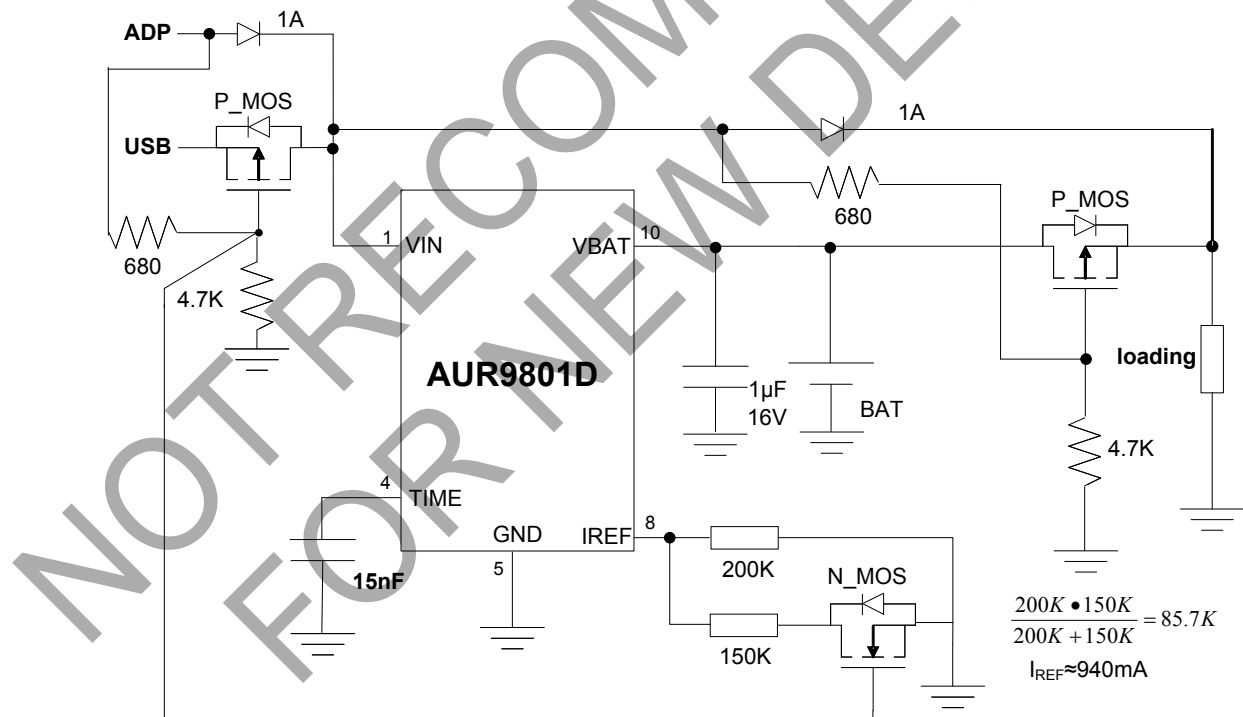 ADP
1A
P_MOS
USB
1A
680
P_MOS
1
VIN
VBAT
10
680
4.7K
AUR9801D
1µF
16V
BAT
loading
4.7K
4
TIME
GND
IREF
8
15nF
5
200K
N_MOS
150K
200K • 150K
200K + 150K
= 85.7K
IREF≈940mA
NOT RECOM
FOR NEW DE